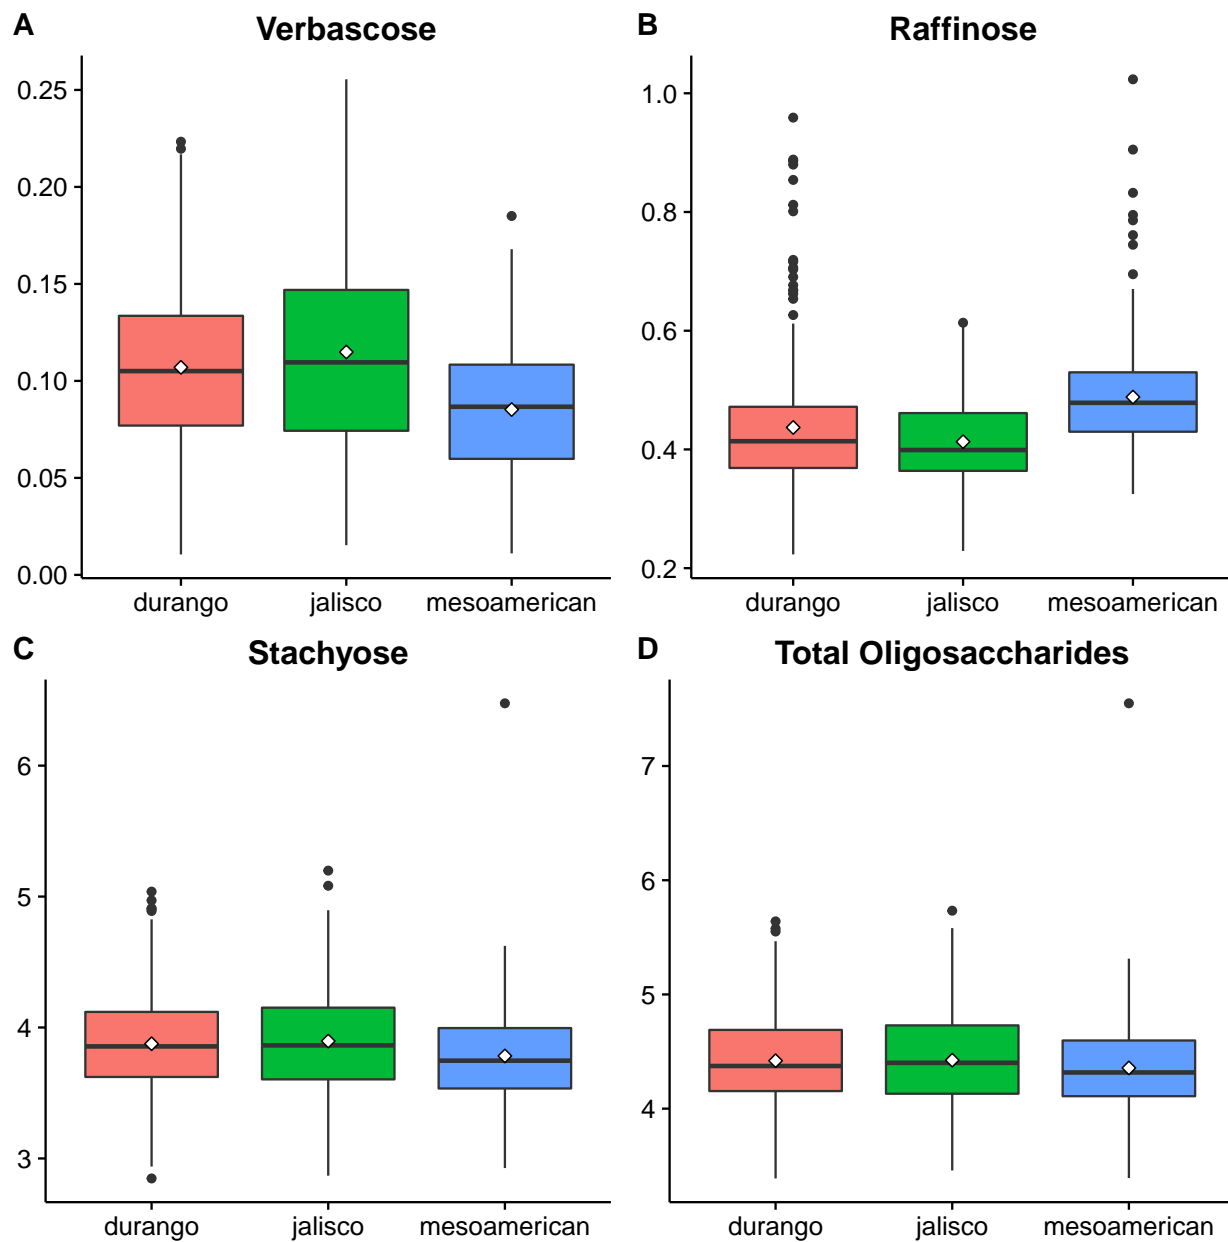 A Verbascose
0.25
0.20
0.15
0.10
0.05
0.00
durango jalisco mesoamerican
B Raffinose
1.0
0.8
0.6
0.4
0.2
durango jalisco mesoamerican
C Stachyose
6
5
4
3
durango jalisco mesoamerican
D Total Oligosaccharides
7
6
5
4
durango jalisco mesoamerican